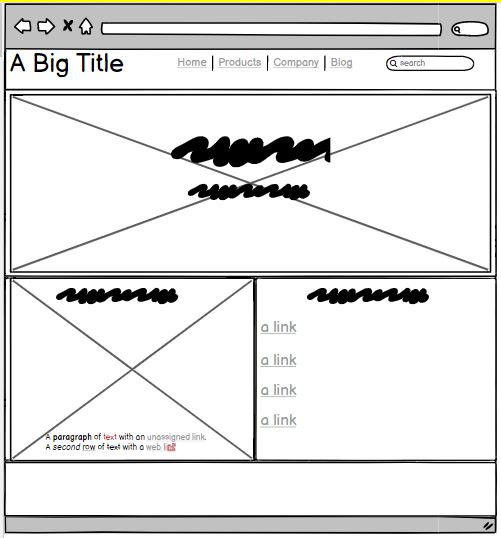 A Big Title
Home | Products | Company | Blog
search
a link
a link
a link
a link
A paragraph of text with an unassigned link.
A second row of text with a web link